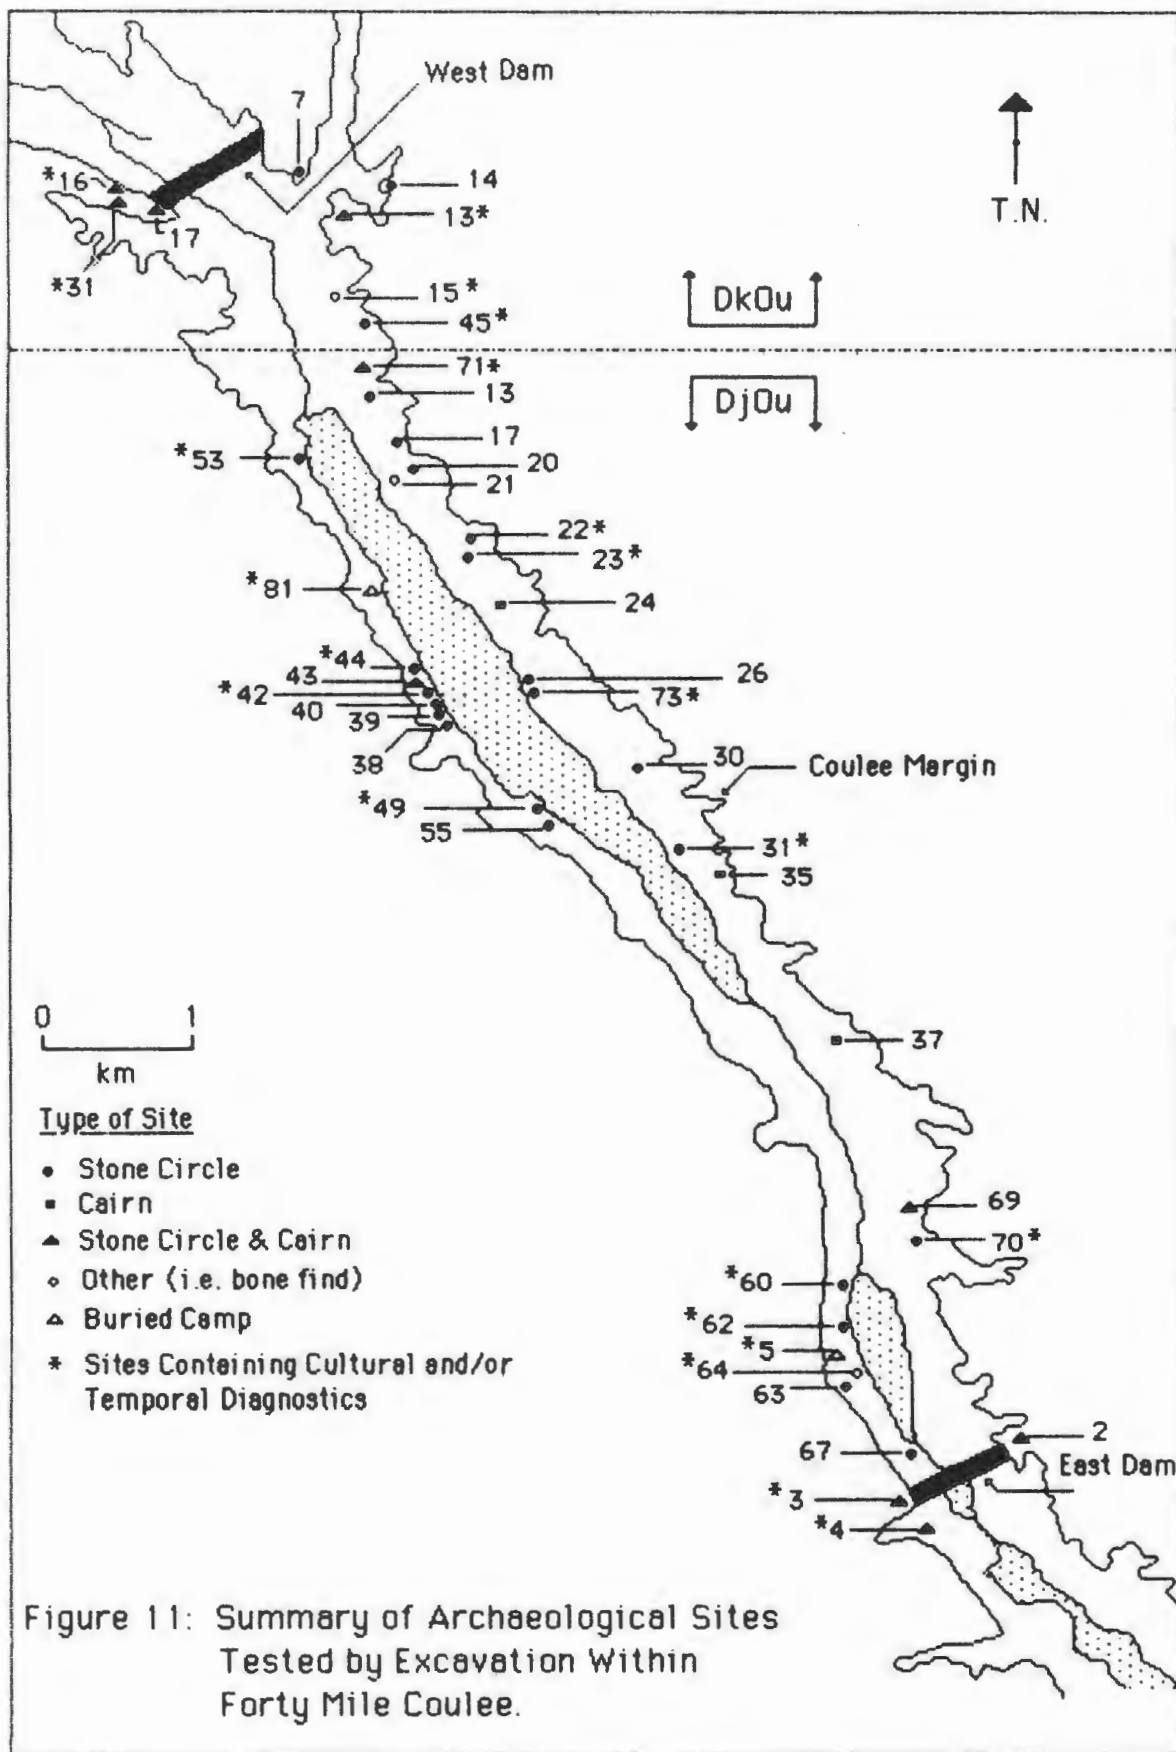 West Dam
7
T.N.
*16
14
13*
17
*31
15*
DkOu
45*
71*
DjOu
13
17
*53
20
21
22*
23*
*81
24
*44
26
43
*42
73*
40
39
38
30
Coulee Margin
*49
55
31*
35
0 1
km
37
Type of Site
Stone Circle
Cairn
Stone Circle & Cairn
Other (i.e. bone find)
Buried Camp
* Sites Containing Cultural and/or
Temporal Diagnostics
69
70*
*60
*62
*5
*64
63
2
67
East Dam
*3
*4
Figure 11: Summary of Archaeological Sites
Tested by Excavation Within
Forty Mile Coulee.